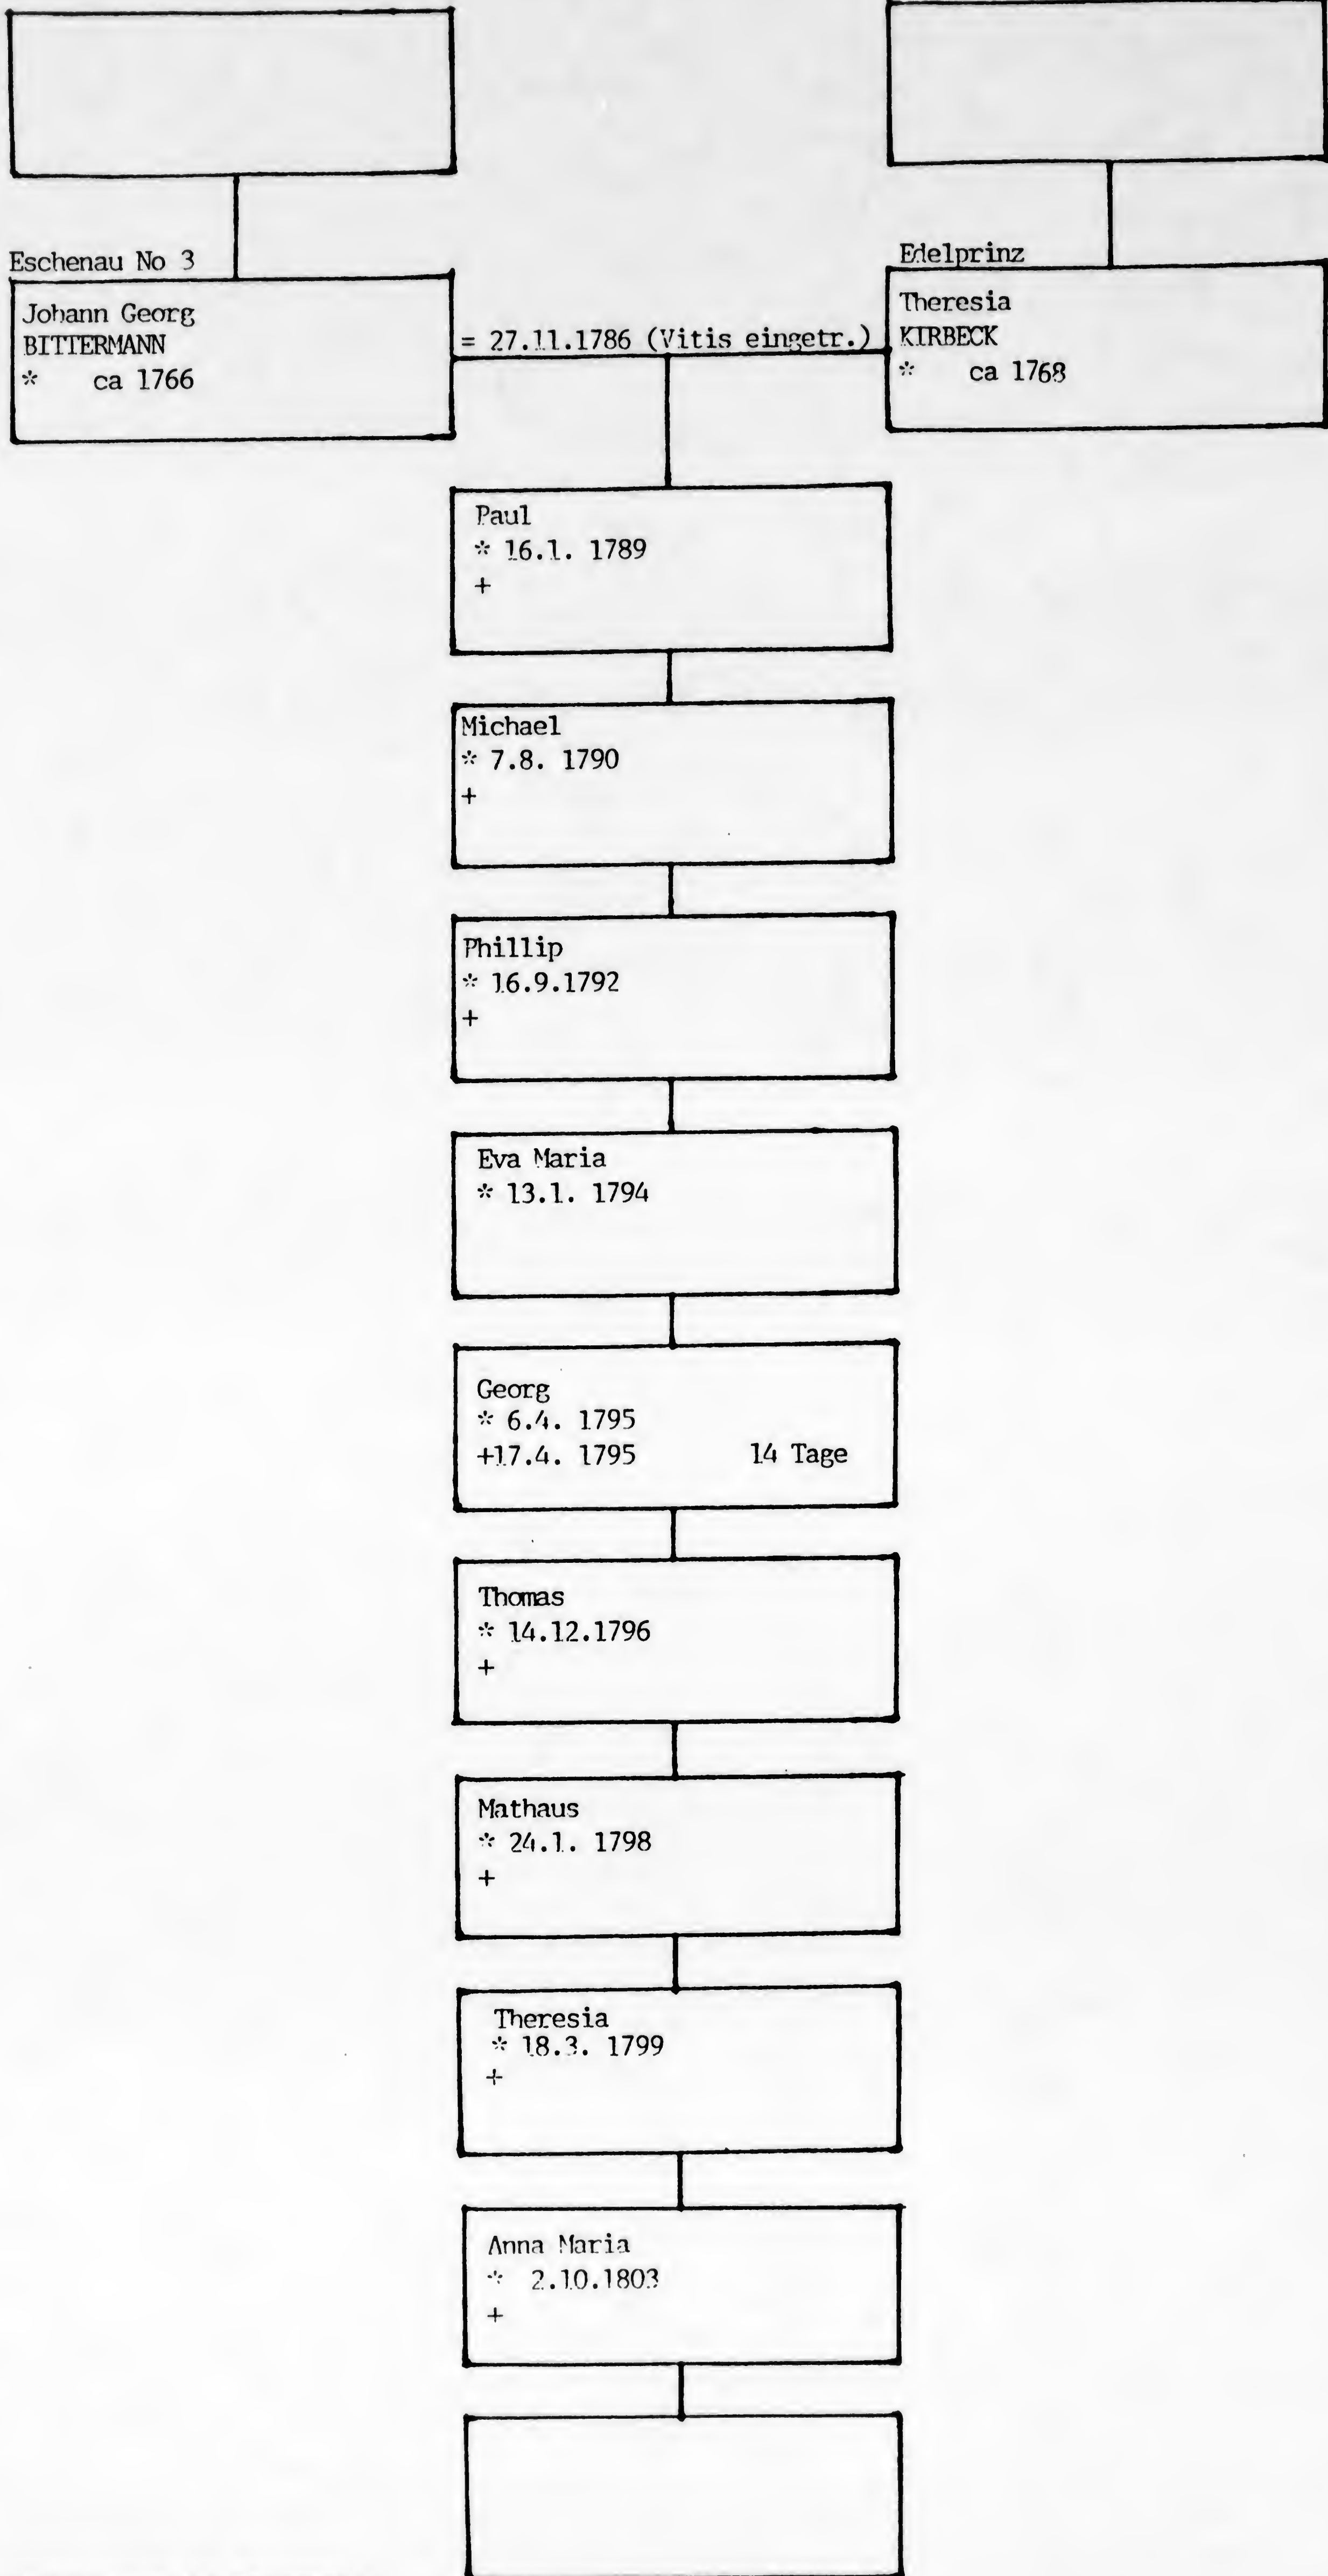 Eschenau No 3
Johann Georg
BITTERMANN
* ca 1766
= 27.11.1786 (Vitis eingetr.)
Edelprinz
Theresia
KIRBECK
* ca 1768
Paul
* 16.1. 1789
+
Michael
* 7.8. 1790
+
Phillip
* 16.9.1792
+
Eva Maria
* 13.1. 1794
Georg
* 6.4. 1795
+17.4. 1795 14 Tage
Thomas
* 14.12.1796
+
Mathaus
* 24.1. 1798
+
Theresia
* 18.3. 1799
+
Anna Maria
* 2.10.1803
+